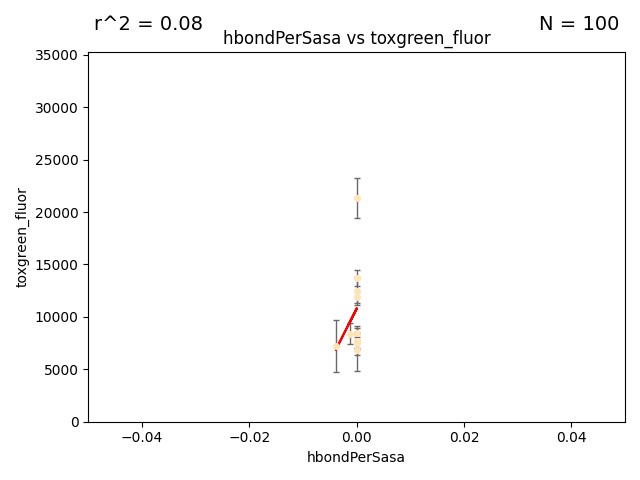 r^2 = 0.08
N = 100
hbondPerSasa vs toxgreen_fluor
35000
30000
25000
20000
15000
10000
5000
0
toxgreen_fluor
−0.04
−0.02
0.00
0.02
0.04
hbondPerSasa